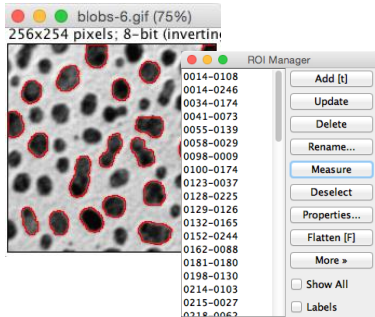 blobs-6.gif (75%)
256x254 pixels; 8-bit (inverting
ROI Manager
0014-0108
0014-0246
0034-0174
0041-0073
0055-0139
0058-0029
0098-0009
0100-0174
0123-0037
0128-0225
0129-0126
0132-0165
0152-0244
0162-0088
0181-0180
0198-0130
0214-0103
0215-0027
0218-0062
Add [t]
Update
Delete
Rename...
Measure
Deselect
Properties...
Flatten [F]
More »
Show All
Labels